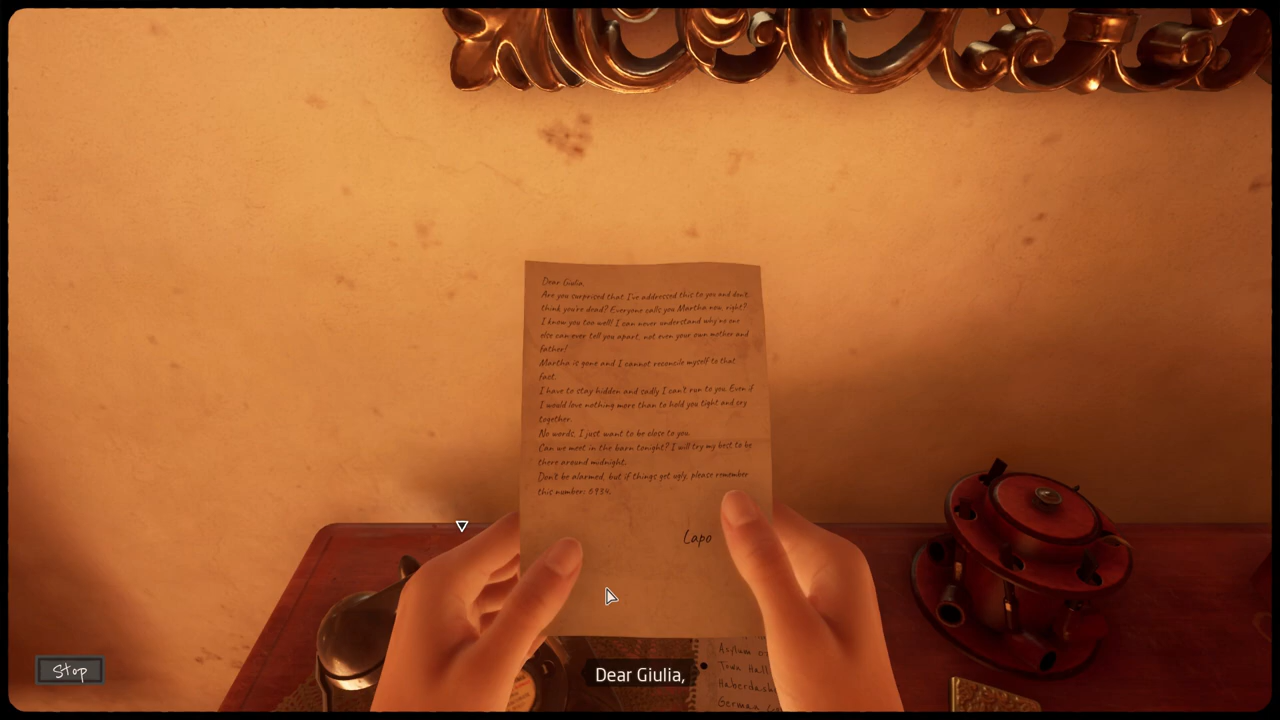 Dear Giulia,
Are you surprised that I've addressed this to you and don't
think you're dead? Everyone calls you Martha now, right?
I know you too well! I can never understand why no one
else can ever tell you apart, not even your own mother and
father!
Martha is gone and I cannot reconcile myself to that
fact.
I have to stay hidden and sadly I can't run to you. Even if
I would love nothing more than to hold you tight and cry
together.
No words, I just want to be close to you.
Can we meet in the barn tonight? I will try my best to be
there around midnight.
Don't be alarmed, but if things get ugly, please remember
this number: 6934.
Lapo
Asylum
Town Hall
German
Stop
Dear Giulia,